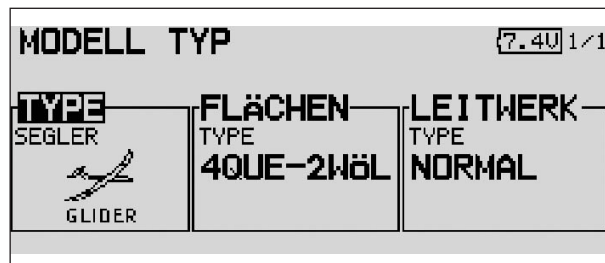 MODELL TYP 7.4V 1/1
TYPE
SEGLER
GLIDER
FLÄCHEN
TYPE
4QUE-2WöL
LEITWERK
TYPE
NORMAL